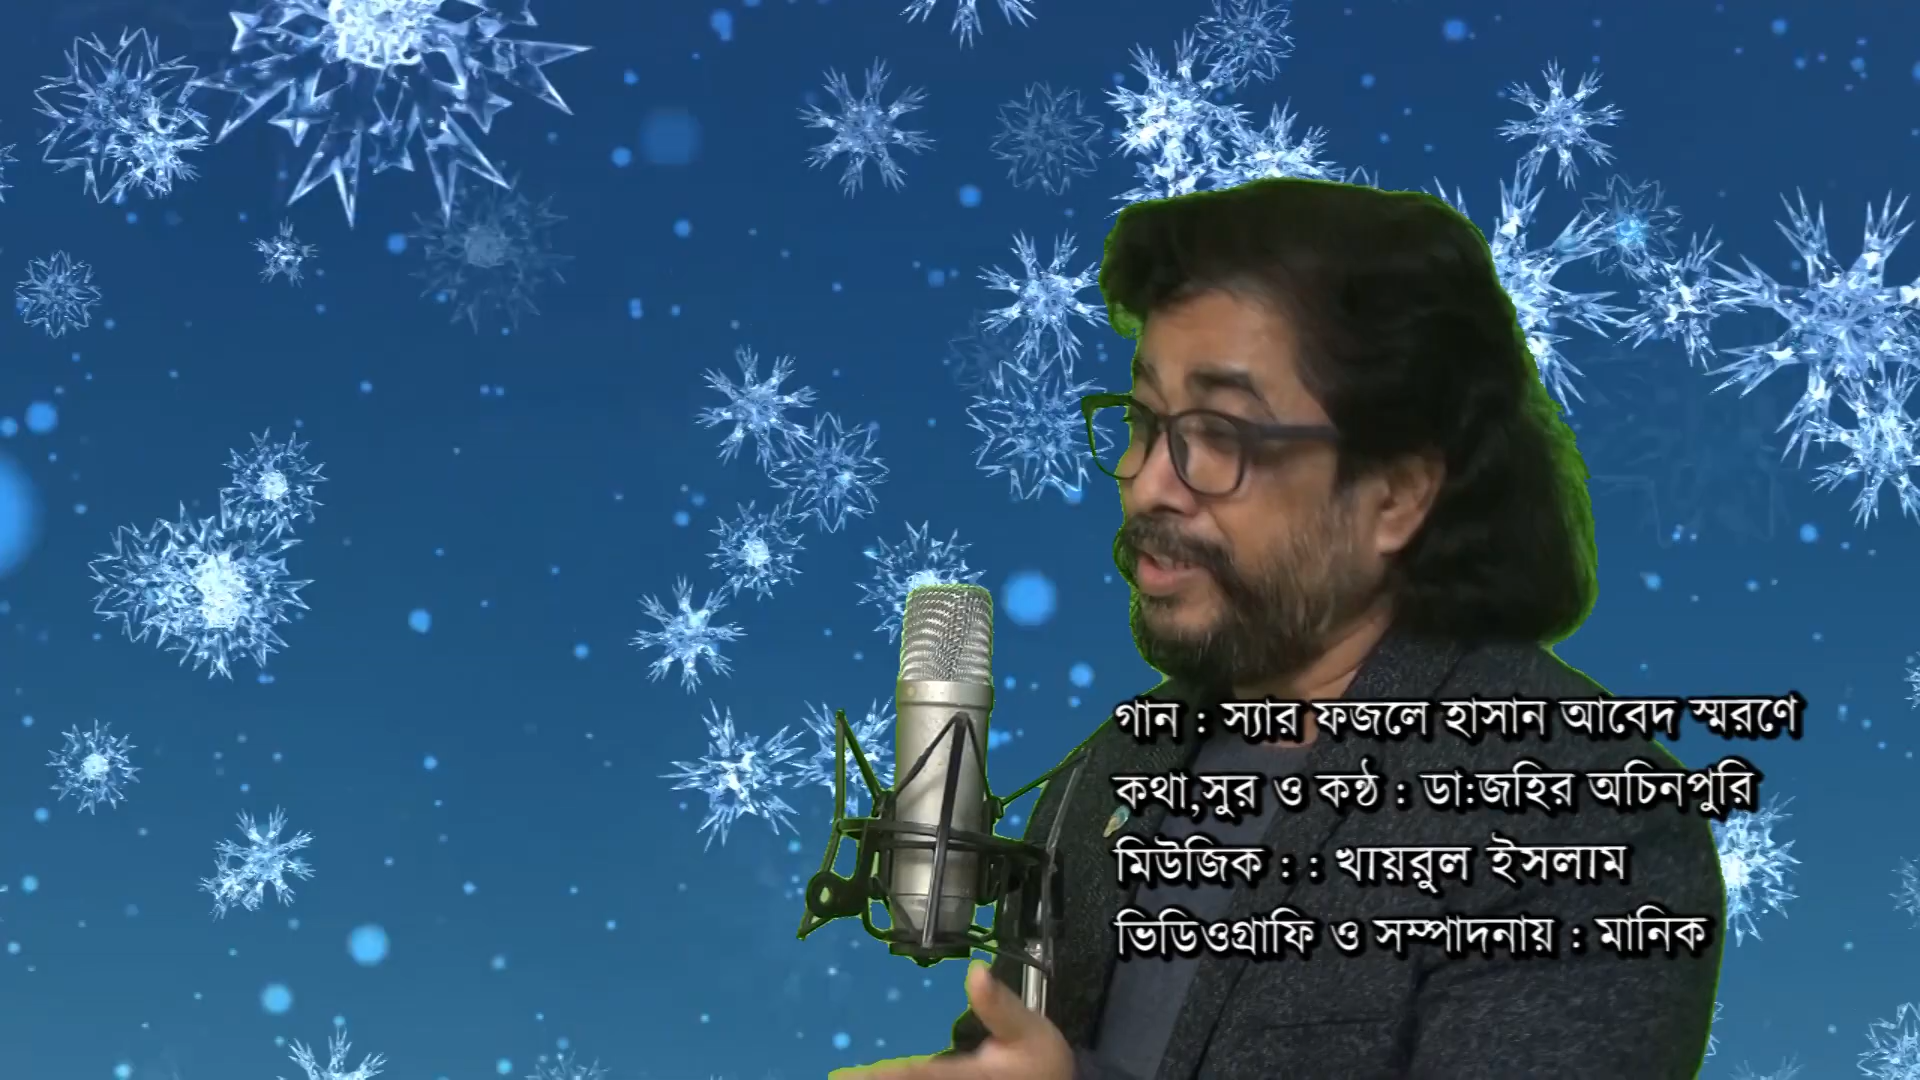 গান : স্যার ফজলে হাসান আবেদ স্মরণে
কথা,সুর ও কন্ঠ : ডা:জহির অচিনপুরি
মিউজিক : : খায়রুল ইসলাম
ভিডিওগ্রাফি ও সম্পাদনায় : মানিক